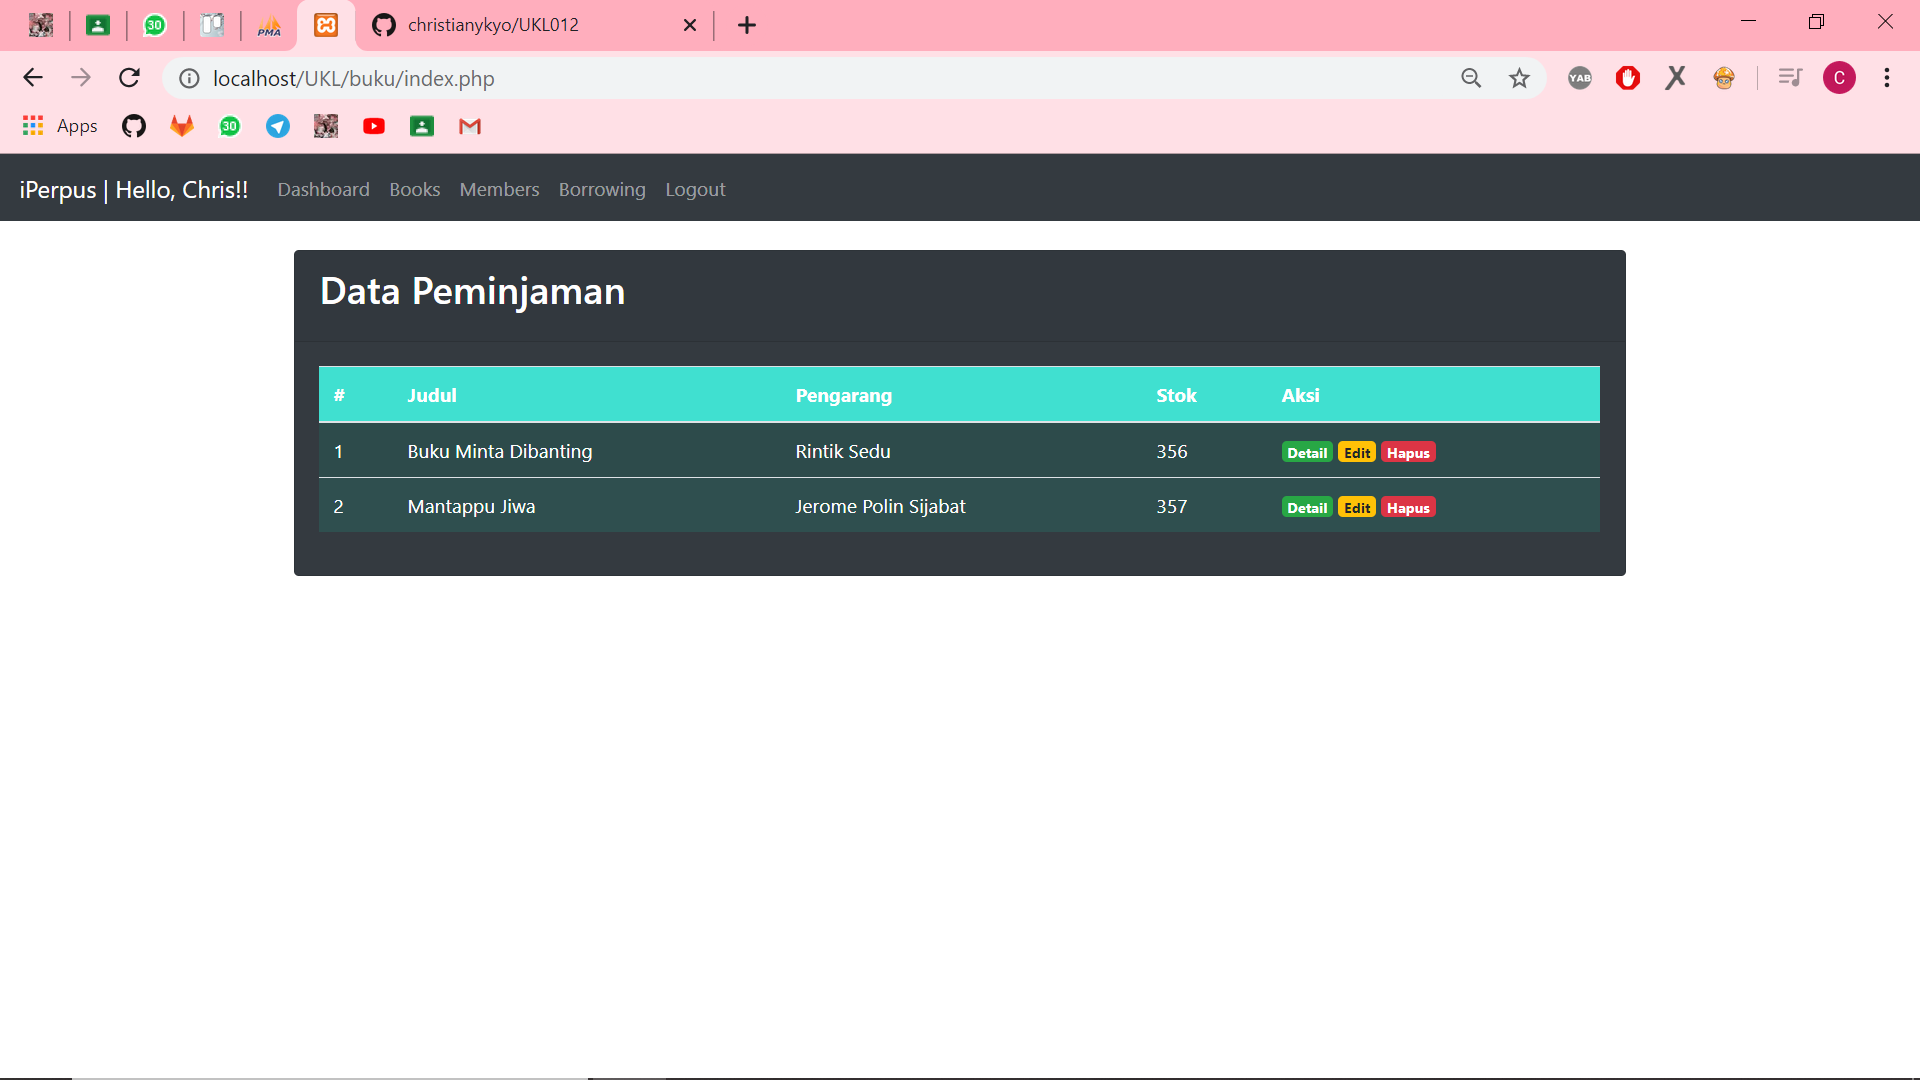 30
PMA
christianykyo/UKL012
localhost/UKL/buku/index.php
YAB
C
Apps
30
iPerpus | Hello, Chris!! Dashboard Books Members Borrowing Logout
Data Peminjaman
# Judul Pengarang Stok Aksi
1 Buku Minta Dibanting Rintik Sedu 356 Detail Edit Hapus
2 Mantappu Jiwa Jerome Polin Sijabat 357 Detail Edit Hapus